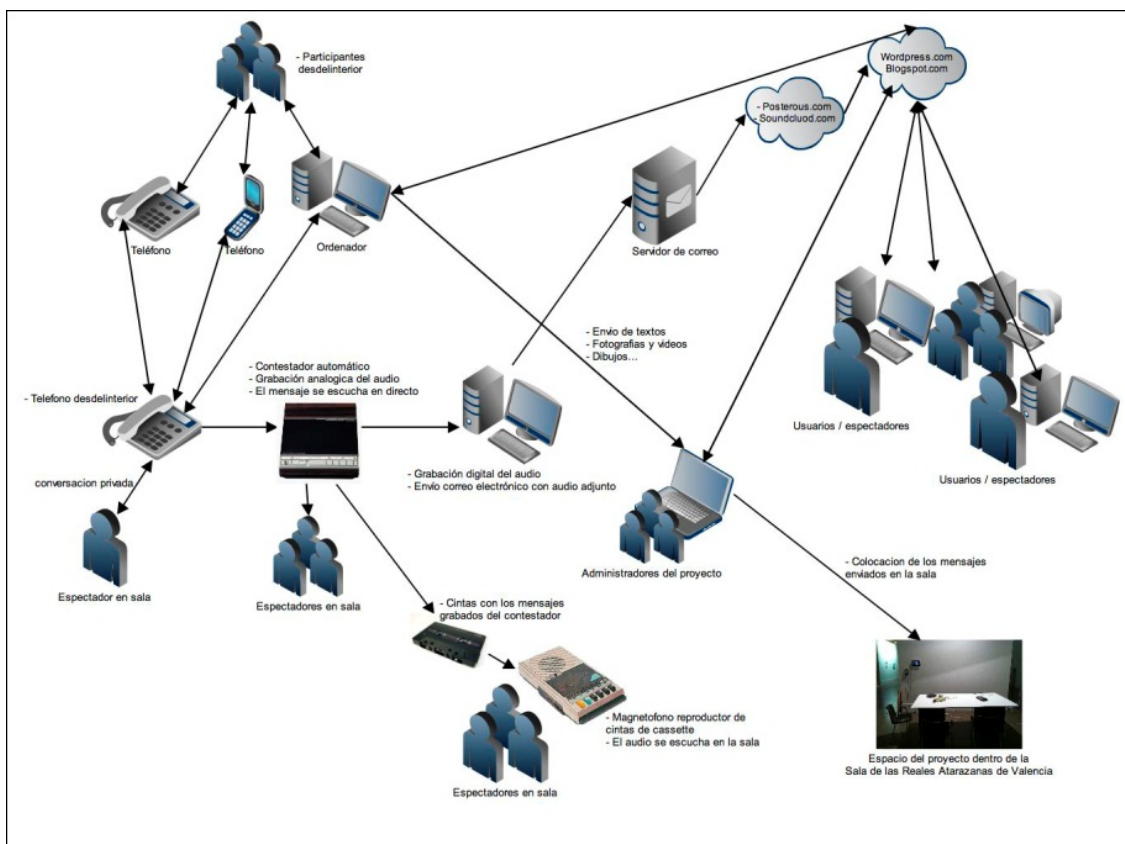 - Participantes
desdelinterior
Wordpress.com
Blogspot.com
- Posterous.com
- Soundcluod.com
Teléfono
Teléfono
Ordenador
Servidor de correo
- Envio de textos
- Fotografias y videos
- Dibujos...
- Contestador automático
- Grabación analogica del audio
- El mensaje se escucha en directo
- Telefono desdelinterior
Usuarios / espectadores
Usuarios / espectadores
- Grabación digital del audio
- Envío correo electrónico con audio adjunto
conversacion privada
Administradores del proyecto
- Colocacion de los mensajes
enviados en la sala
Espectador en sala
Espectadores en sala
- Cintas con los mensajes
grabados del contestador
- Magnetofono reproductor de
cintas de cassette
- El audio se escucha en la sala
Espacio del proyecto dentro de la
Sala de las Reales Atarazanas de Valencia
Espectadores en sala